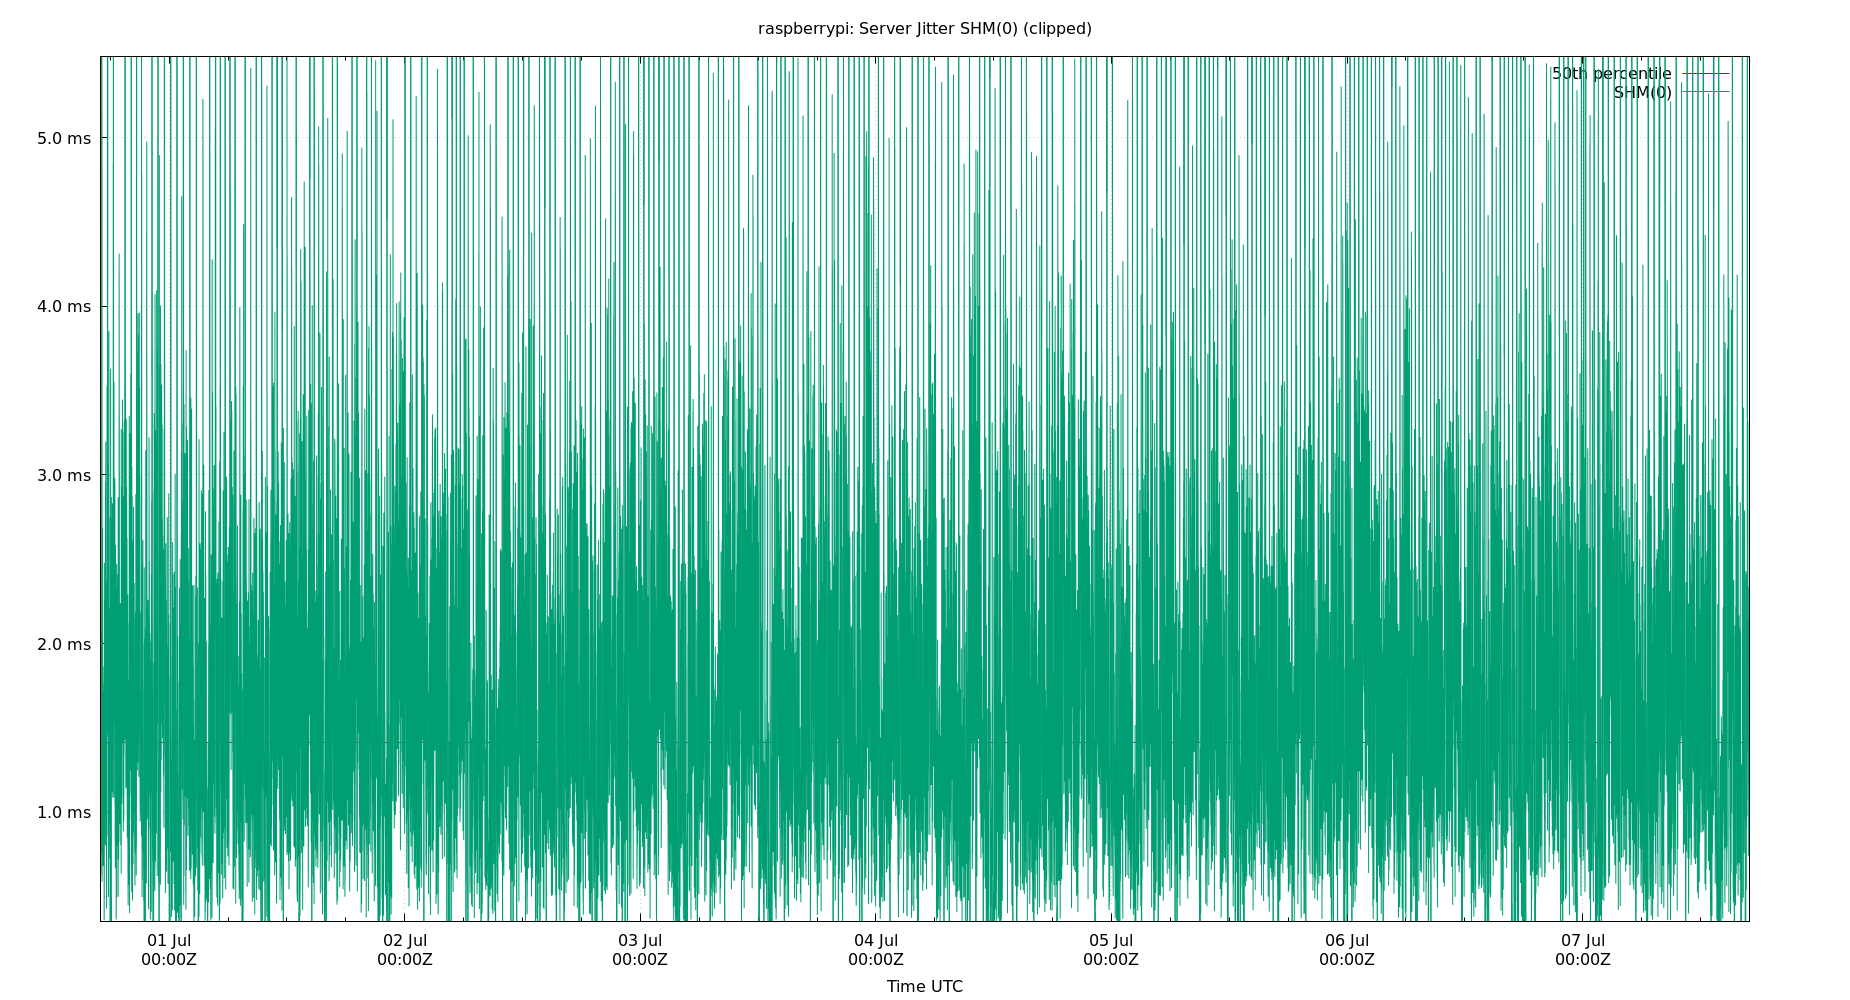 raspberrypi: Server Jitter SHM(0) (clipped)
50th percentile
SHM(0)
5.0 ms
4.0 ms
3.0 ms
2.0 ms
1.0 ms
01 Jul 02 Jul 03 Jul 04 Jul 05 Jul 06 Jul 07 Jul
00:00Z 00:00Z 00:00Z 00:00Z 00:00Z 00:00Z 00:00Z
Time UTC